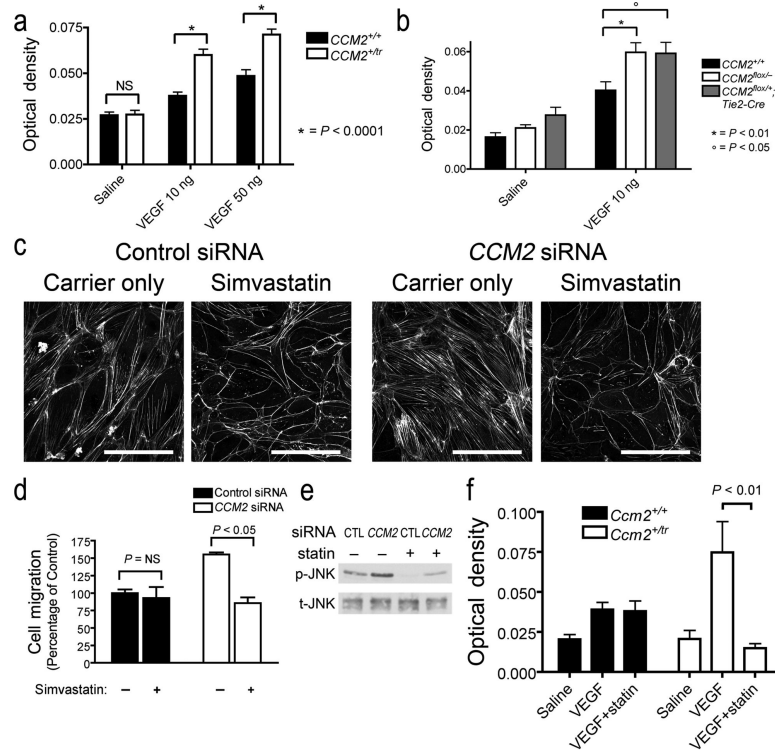 a
Optical density
0.075
0.050
0.025
0.000
NS
*
*
CCM2+/+
CCM2+/tr
* = P < 0.0001
Saline
VEGF 10 ng
VEGF 50 ng
b
Optical density
0.06
0.04
0.02
0.00
°
*
CCM2+/+
CCM2flox/–
CCM2flox/+;
Tie2-Cre
* = P < 0.01
° = P < 0.05
Saline
VEGF 10 ng
c
Control siRNA
CCM2 siRNA
Carrier only
Simvastatin
Carrier only
Simvastatin
d
Control siRNA
CCM2 siRNA
Cell migration
(Percentage of Control)
175
150
125
100
75
50
25
0
P = NS
P < 0.05
Simvastatin: – + – +
e
siRNA CTL CCM2 CTL CCM2
statin – – + +
p-JNK
t-JNK
f
Optical density
0.100
0.075
0.050
0.025
0.000
Ccm2+/+
Ccm2+/tr
P < 0.01
Saline
VEGF
VEGF+statin
Saline
VEGF
VEGF+statin